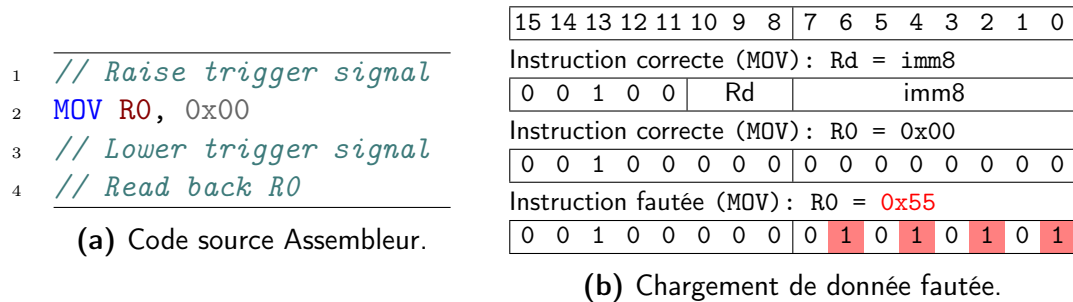 1 // Raise trigger signal
2 MOV R0, 0x00
3 // Lower trigger signal
4 // Read back R0
(a) Code source Assembleur.
15 14 13 12 11 10 9 8 7 6 5 4 3 2 1 0
Instruction correcte (MOV): Rd = imm8
0 0 1 0 0 Rd imm8
Instruction correcte (MOV): R0 = 0x00
0 0 1 0 0 0 0 0 0 0 0 0 0 0 0 0
Instruction fautée (MOV): R0 = 0x55
0 0 1 0 0 0 0 0 0 1 0 1 0 1 0 1
(b) Chargement de donnée fautée.